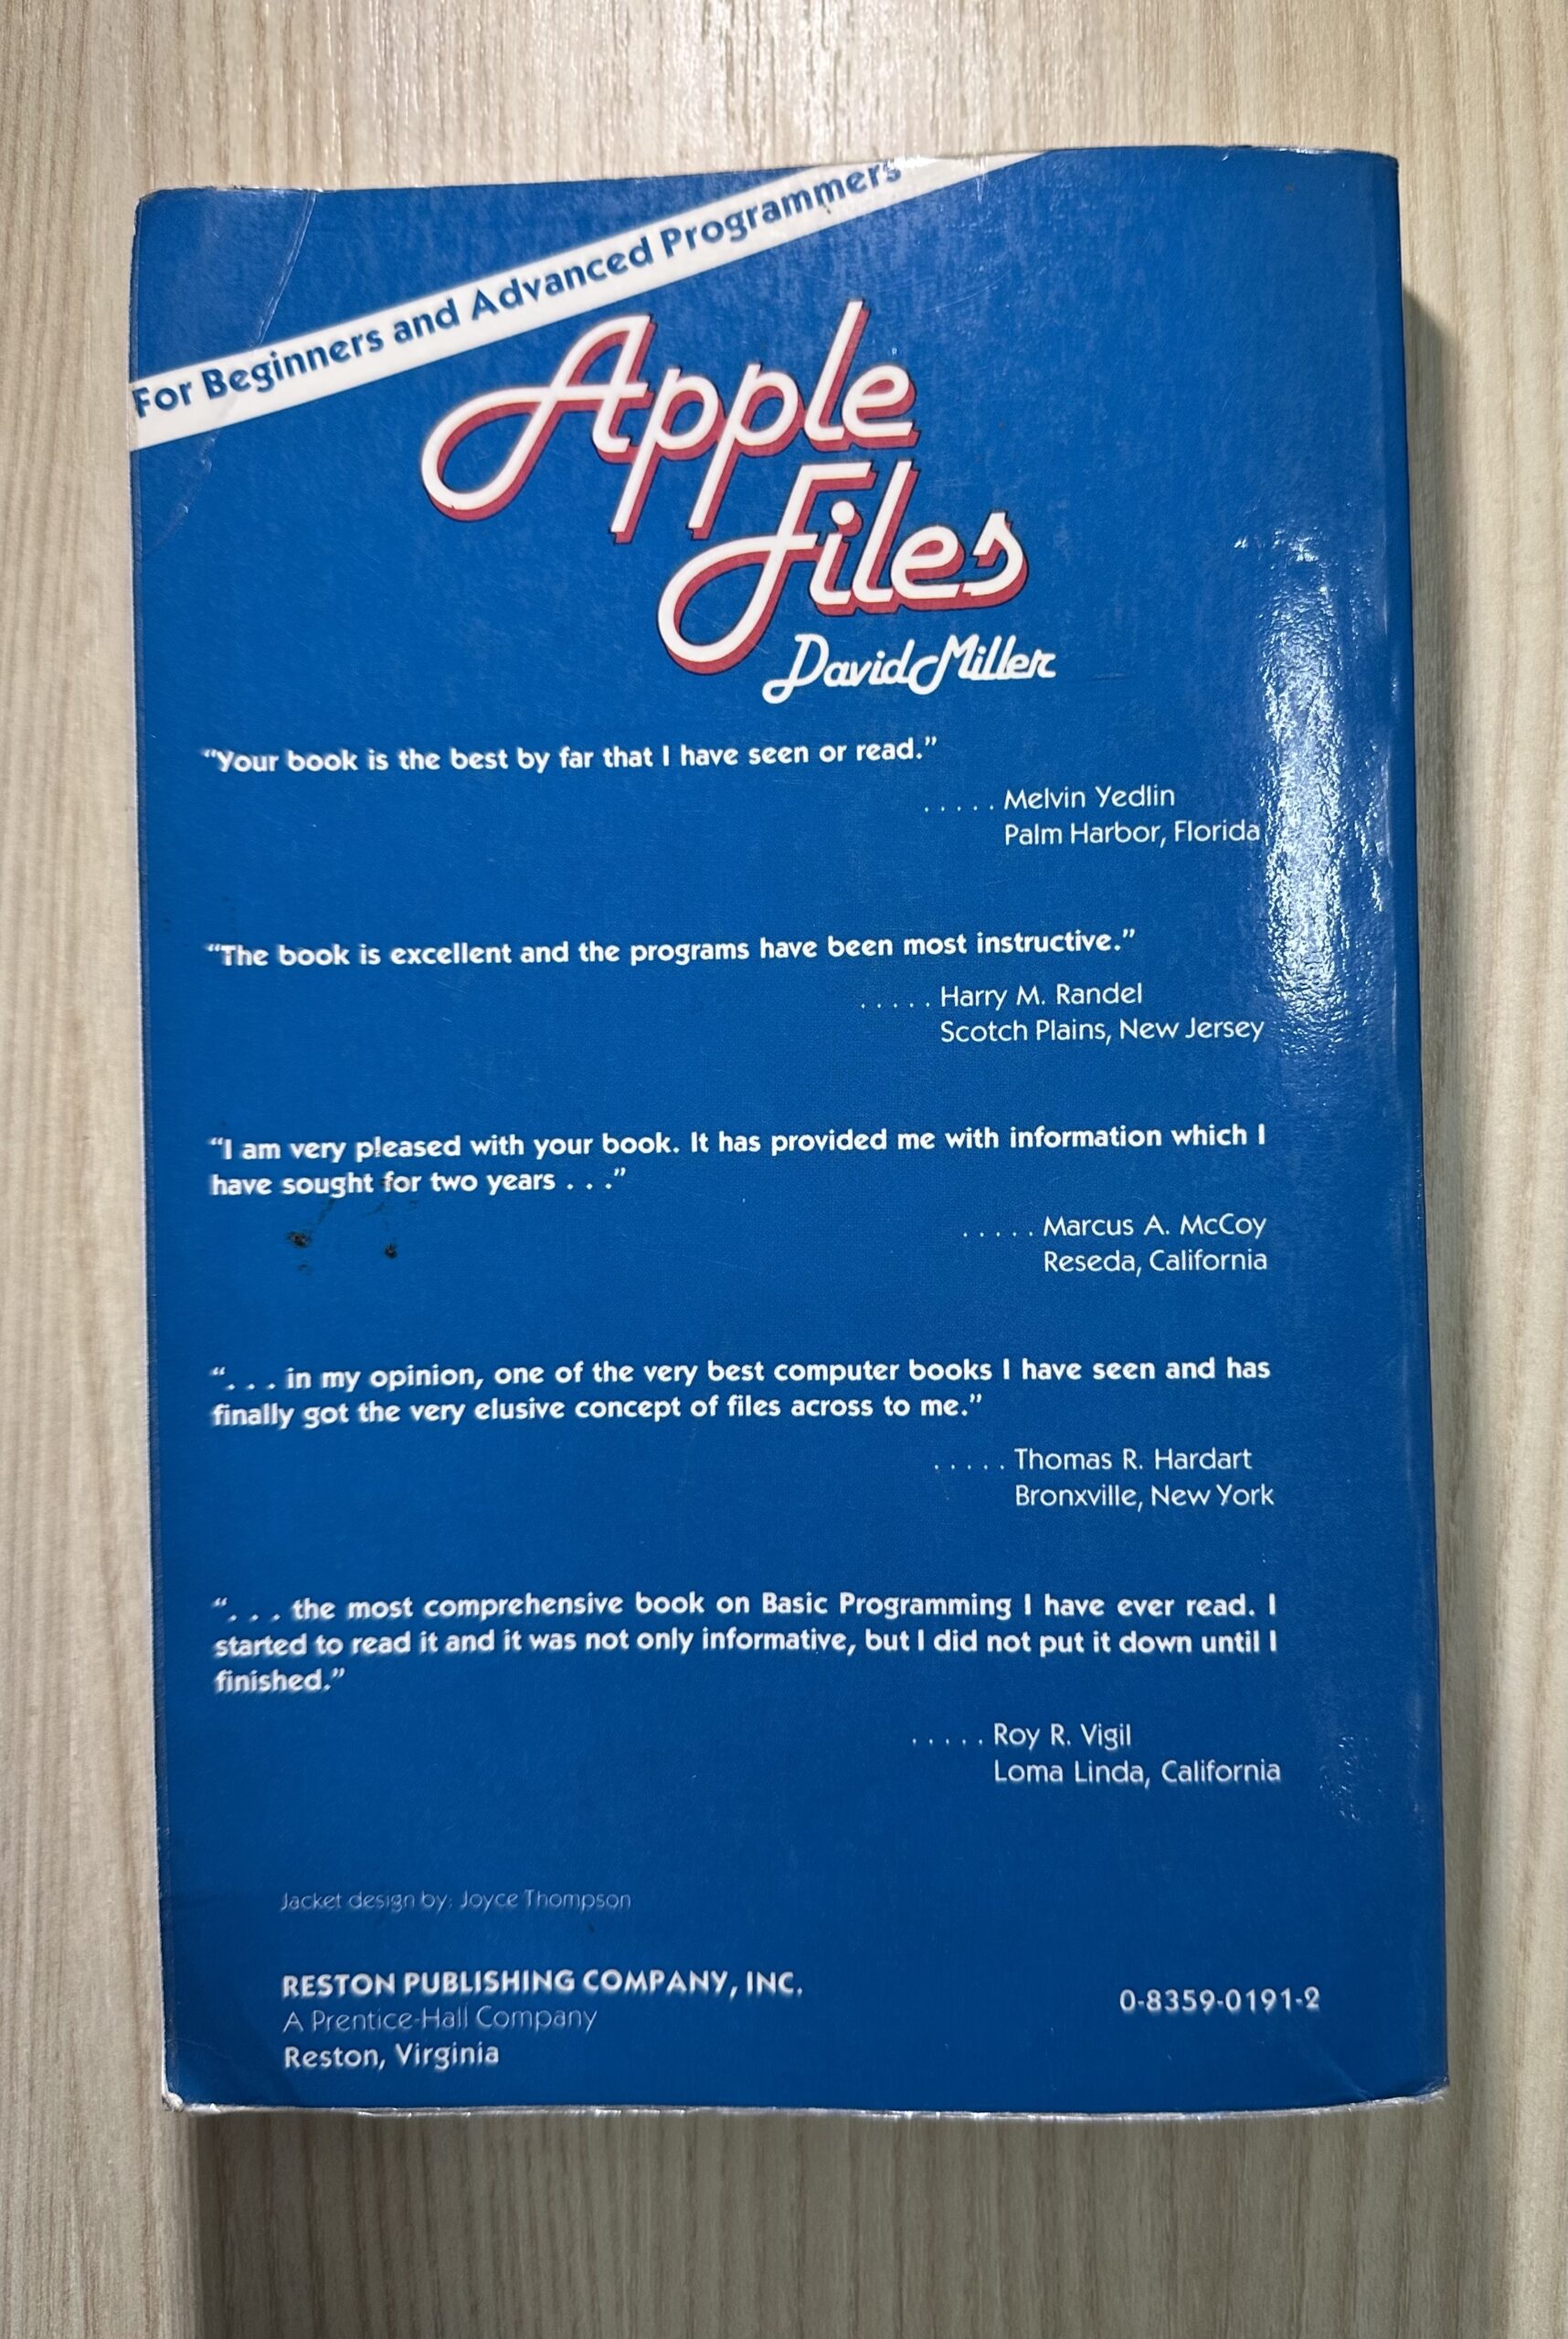 For Beginners and Advanced Programmers
Apple
Files
David Miller
“Your book is the best by far that I have seen or read.”
. . . . . Melvin Yedlin
Palm Harbor, Florida
“The book is excellent and the programs have been most instructive.”
. . . . . Harry M. Randel
Scotch Plains, New Jersey
“I am very pleased with your book. It has provided me with information which I
have sought for two years . . .”
. . . . . Marcus A. McCoy
Reseda, California
“. . . in my opinion, one of the very best computer books I have seen and has
finally got the very elusive concept of files across to me.”
. . . . . Thomas R. Hardart
Bronxville, New York
“. . . the most comprehensive book on Basic Programming I have ever read. I
started to read it and it was not only informative, but I did not put it down until I
finished.”
. . . . . Roy R. Vigil
Loma Linda, California
Jacket design by: Joyce Thompson
RESTON PUBLISHING COMPANY, INC.
A Prentice-Hall Company
Reston, Virginia
0-8359-0191-2